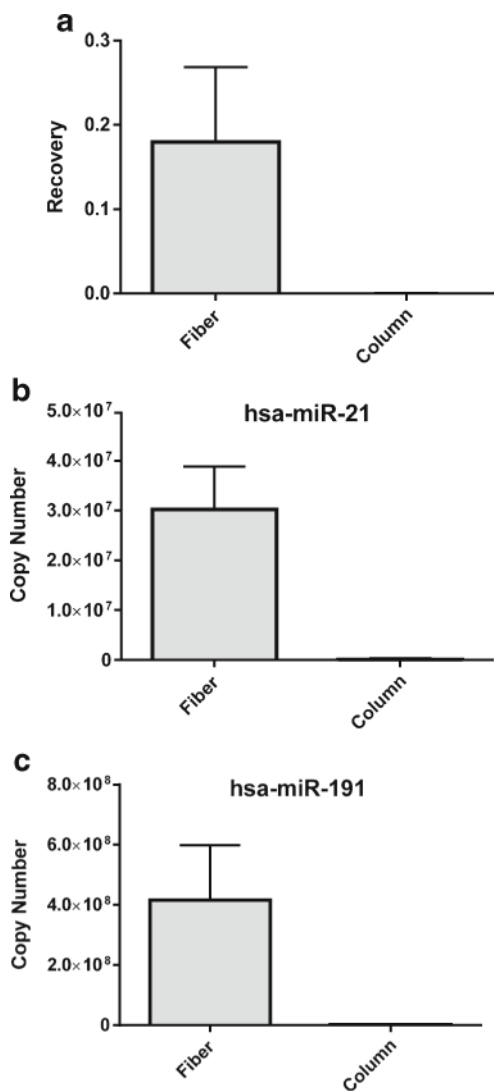 a
0.3
0.2
0.1
0.0
Recovery
Fiber
Column
b
hsa-miR-21
5.0×10⁷
4.0×10⁷
3.0×10⁷
2.0×10⁷
1.0×10⁷
0
Copy Number
Fiber
Column
c
hsa-miR-191
8.0×10⁸
6.0×10⁸
4.0×10⁸
2.0×10⁸
0
Copy Number
Fiber
Column